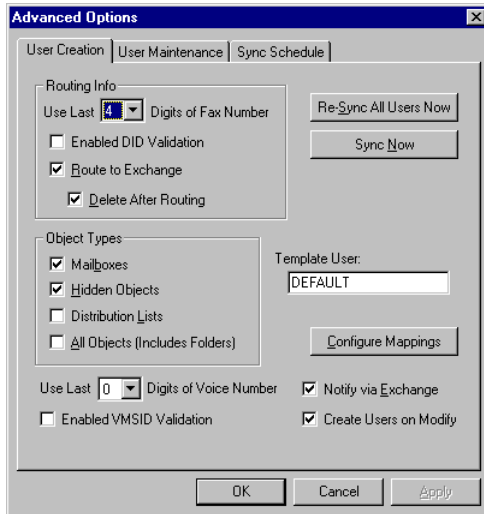 Advanced Options
User Creation User Maintenance Sync Schedule
Routing Info
Use Last 4 Digits of Fax Number
Enabled DID Validation
Route to Exchange
Delete After Routing
Re-Sync All Users Now
Sync Now
Object Types
Mailboxes
Hidden Objects
Distribution Lists
All Objects (Includes Folders)
Template User:
DEFAULT
Configure Mappings
Use Last 0 Digits of Voice Number
Enabled VMSID Validation
Notify via Exchange
Create Users on Modify
OK Cancel Apply